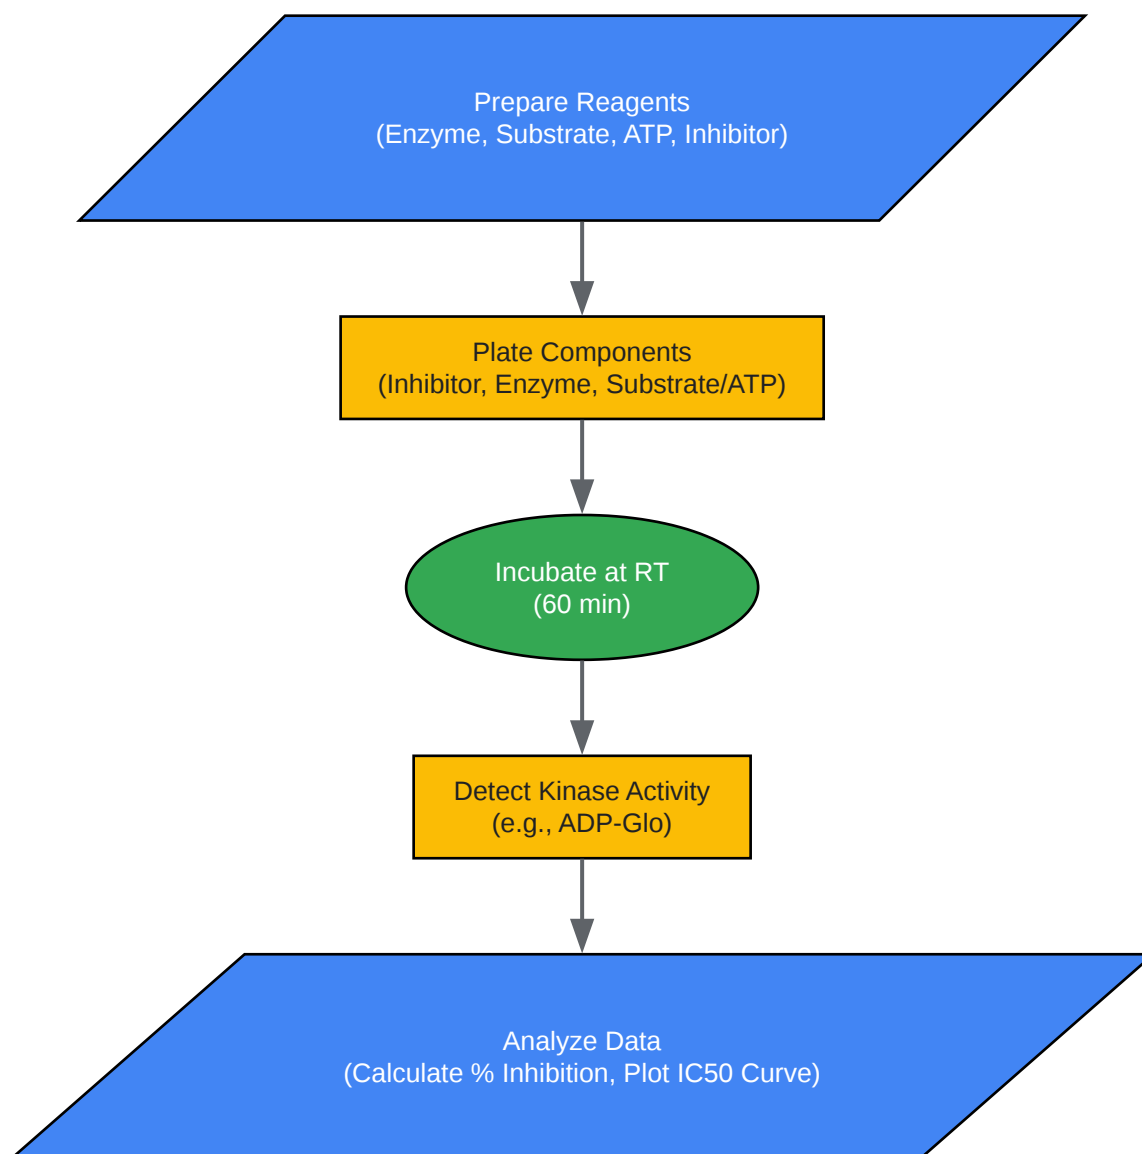 Prepare Reagents
(Enzyme, Substrate, ATP, Inhibitor)
Plate Components
(Inhibitor, Enzyme, Substrate/ATP)
Incubate at RT
(60 min)
Detect Kinase Activity
(e.g., ADP-Glo)
Analyze Data
(Calculate % Inhibition, Plot IC50 Curve)